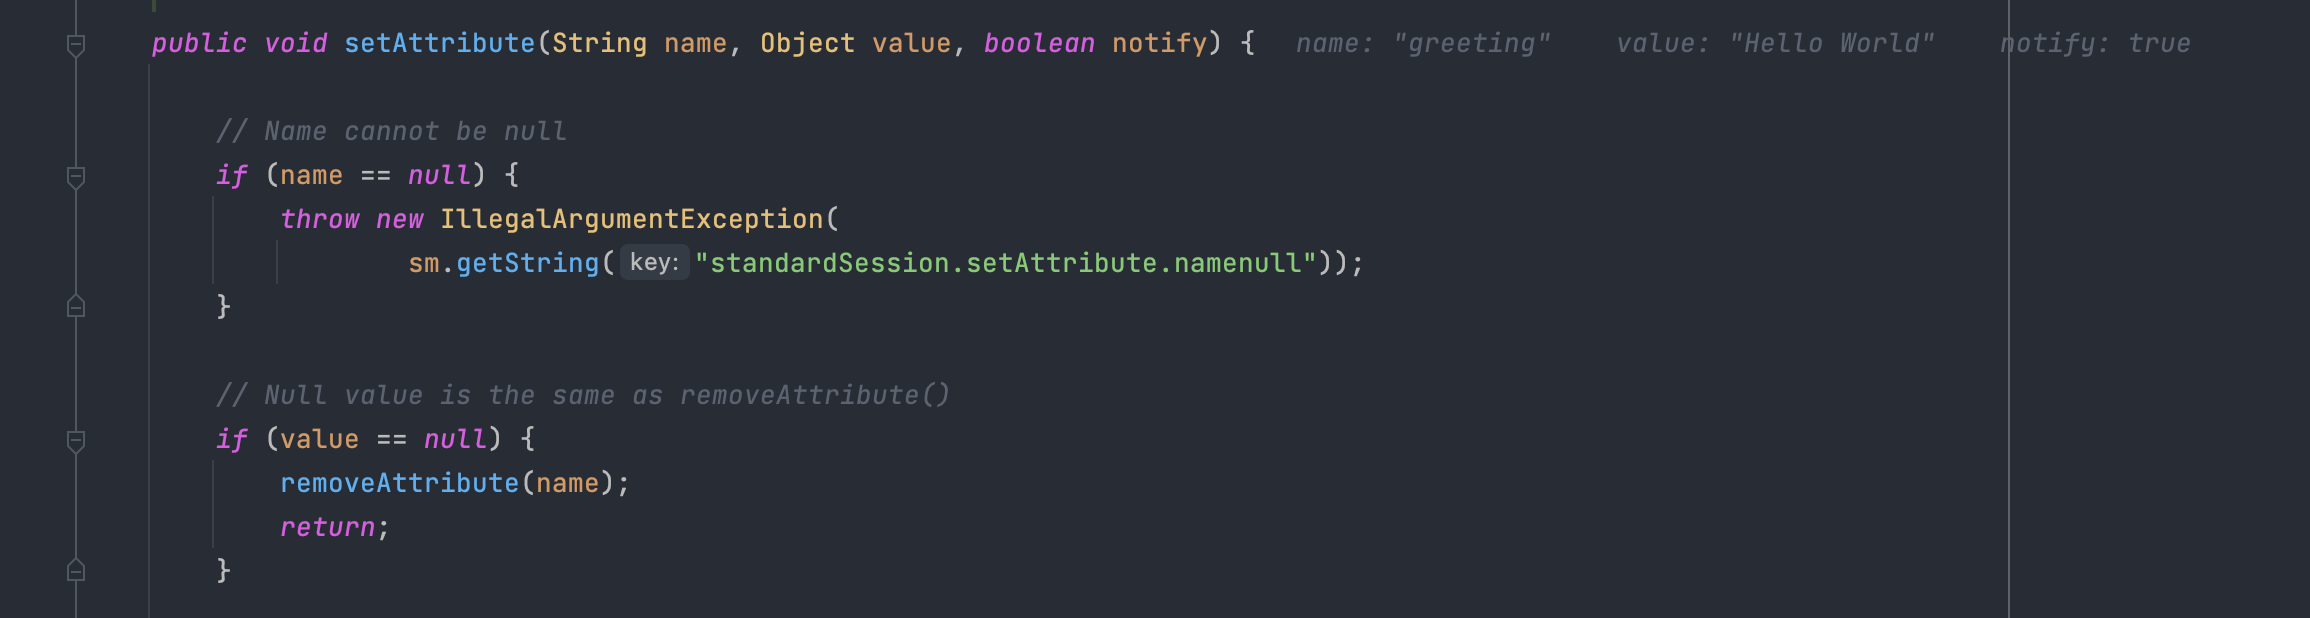 public void setAttribute(String name, Object value, boolean notify) {   name: "greeting"    value: "Hello World"    notify: true
// Name cannot be null
if (name == null) {
throw new IllegalArgumentException(
sm.getString( key: "standardSession.setAttribute.namenull"));
}
// Null value is the same as removeAttribute()
if (value == null) {
removeAttribute(name);
return;
}